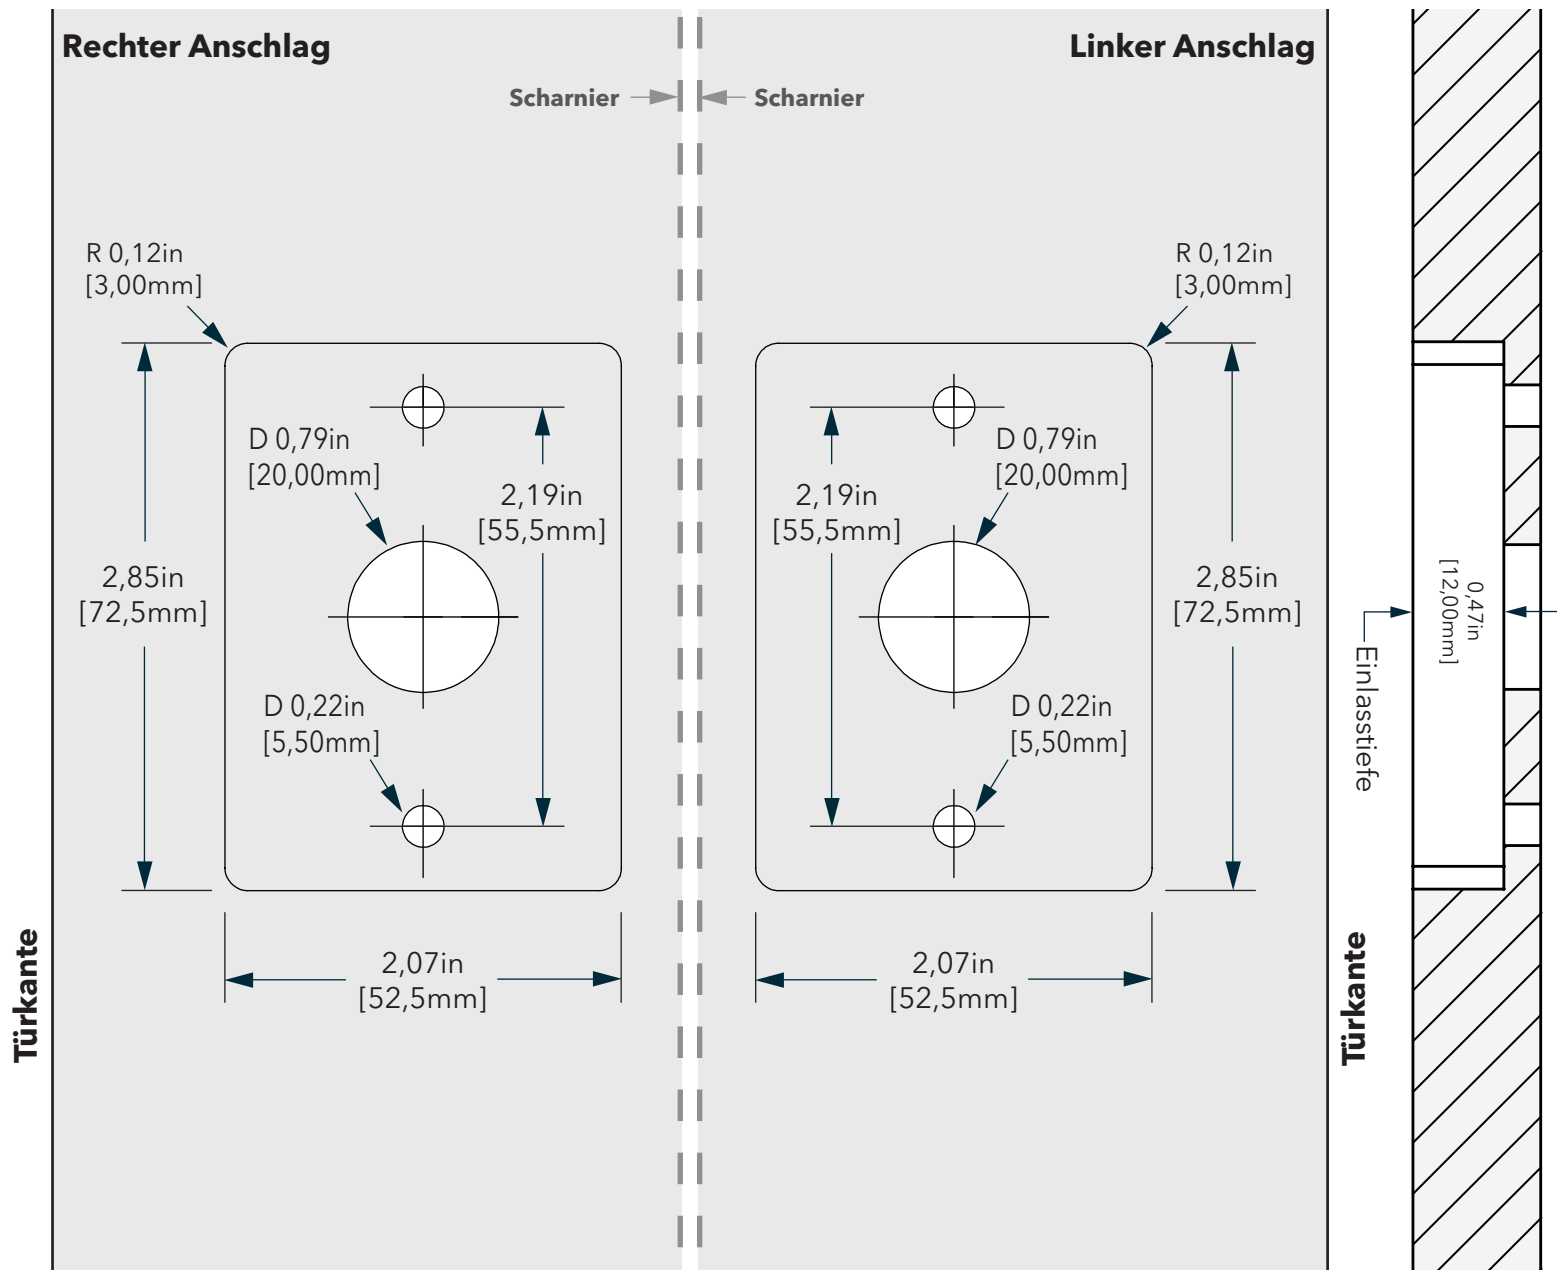 Rechter Anschlag
Scharnier
R 0,12in
[3,00mm]
D 0,79in
[20,00mm]
2,19in
[55,5mm]
2,85in
[72,5mm]
D 0,22in
[5,50mm]
2,07in
[52,5mm]
Türkante
Linker Anschlag
Scharnier
R 0,12in
[3,00mm]
D 0,79in
[20,00mm]
2,19in
[55,5mm]
2,85in
[72,5mm]
D 0,22in
[5,50mm]
2,07in
[52,5mm]
Türkante
0,47in
[12,00mm]
Einlasstiefe